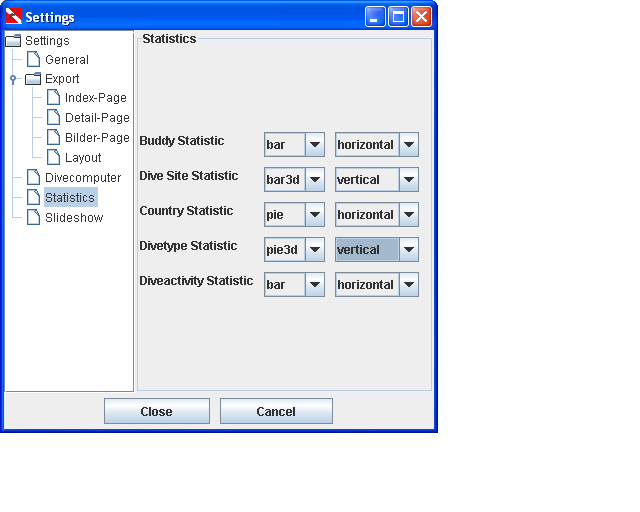 Settings
Settings
General
Export
Index-Page
Detail-Page
Bilder-Page
Layout
Divecomputer
Statistics
Slideshow
Statistics
Buddy Statistic bar horizontal
Dive Site Statistic bar3d vertical
Country Statistic pie horizontal
Divetype Statistic pie3d vertical
Diveactivity Statistic bar horizontal
Close Cancel